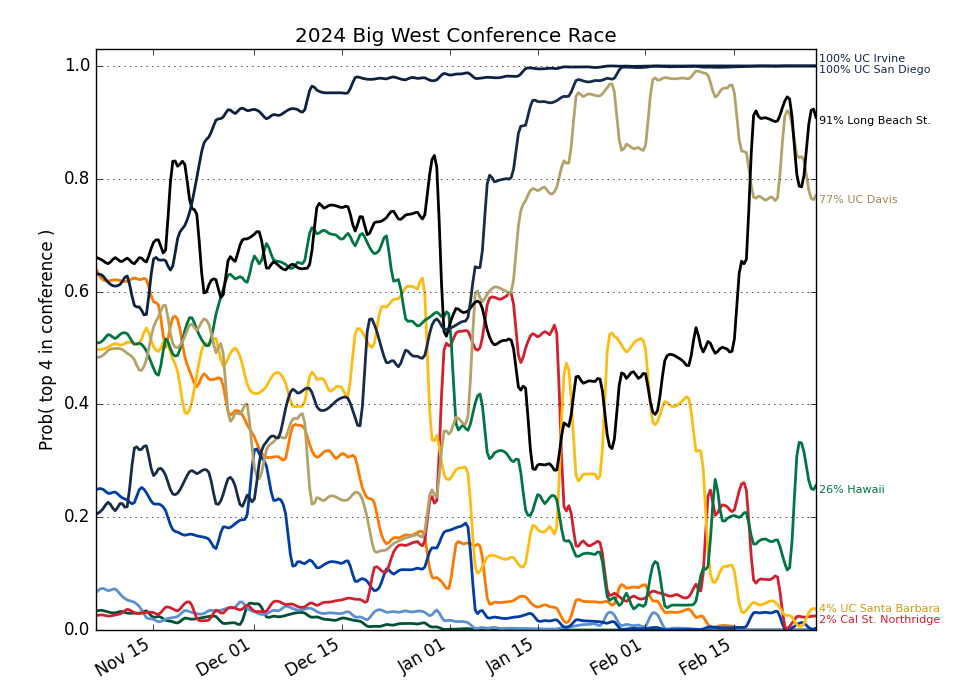 2024 Big West Conference Race
100% UC Irvine
100% UC San Diego
91% Long Beach St.
77% UC Davis
26% Hawaii
4% UC Santa Barbara
2% Cal St. Northridge
Prob( top 4 in conference )
1.0
0.8
0.6
0.4
0.2
0.0
Nov 15
Dec 01
Dec 15
Jan 01
Jan 15
Feb 01
Feb 15